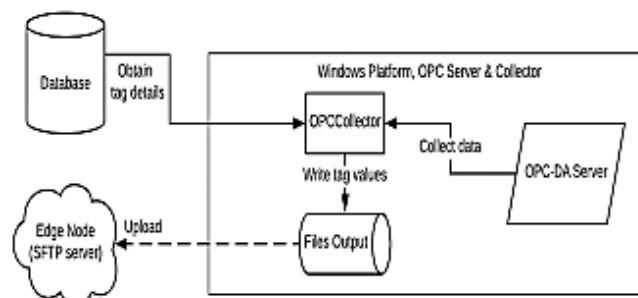 Database
Obtain
tag details
Windows Platform, OPC Server & Collector
OPCCollector
Collect data
OPC-DA Server
Write tag values
Files Output
Upload
Edge Node
(SFTP server)